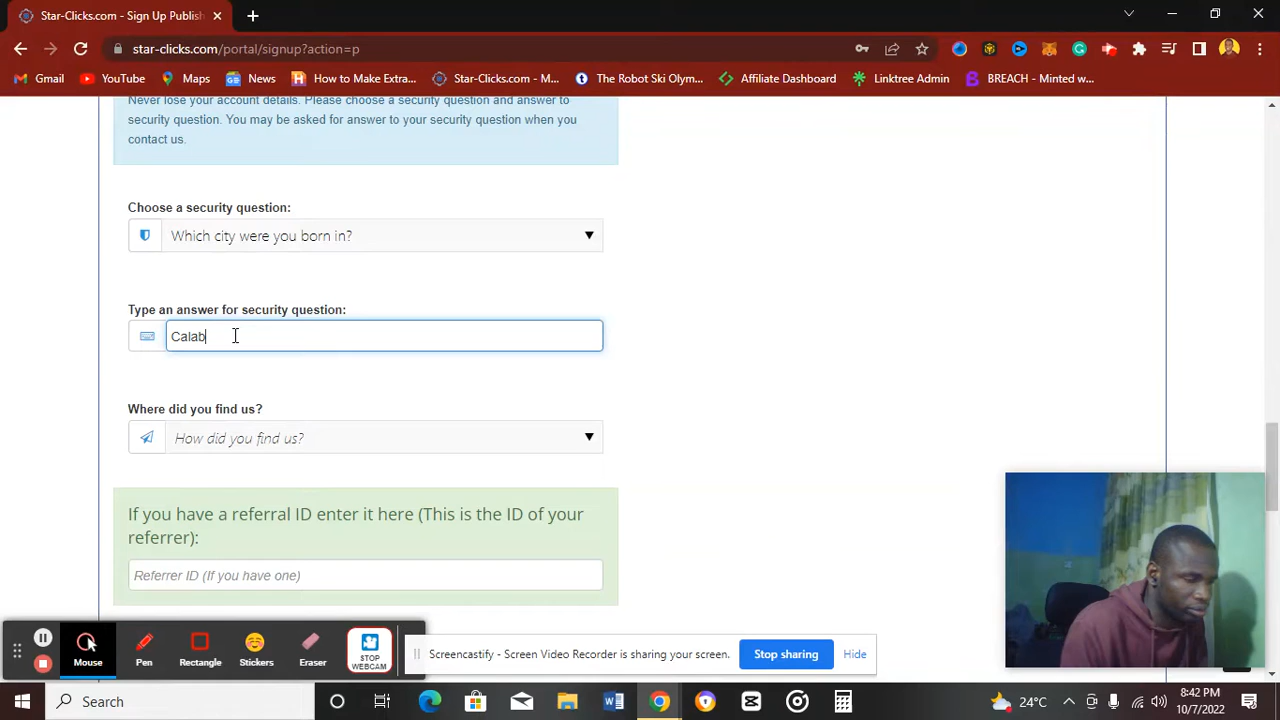 Star-Clicks.com - Sign Up Publish
star-clicks.com/portal/signup?action=p
Gmail YouTube Maps News How to Make Extra... Star-Clicks.com - M... The Robot Ski Olym... Affiliate Dashboard Linktree Admin BREACH - Minted w...
Never lose your account details. Please choose a security question and answer to
security question. You may be asked for answer to your security question when you
contact us.
Choose a security question:
Which city were you born in?
Type an answer for security question:
Calab
Where did you find us?
How did you find us?
If you have a referral ID enter it here (This is the ID of your
referrer):
Referrer ID (If you have one)
Mouse Pen Rectangle Stickers Eraser STOP
WEBCAM
Screencastify - Screen Video Recorder is sharing your screen. Stop sharing Hide
Search
24°C
8:42 PM
10/7/2022